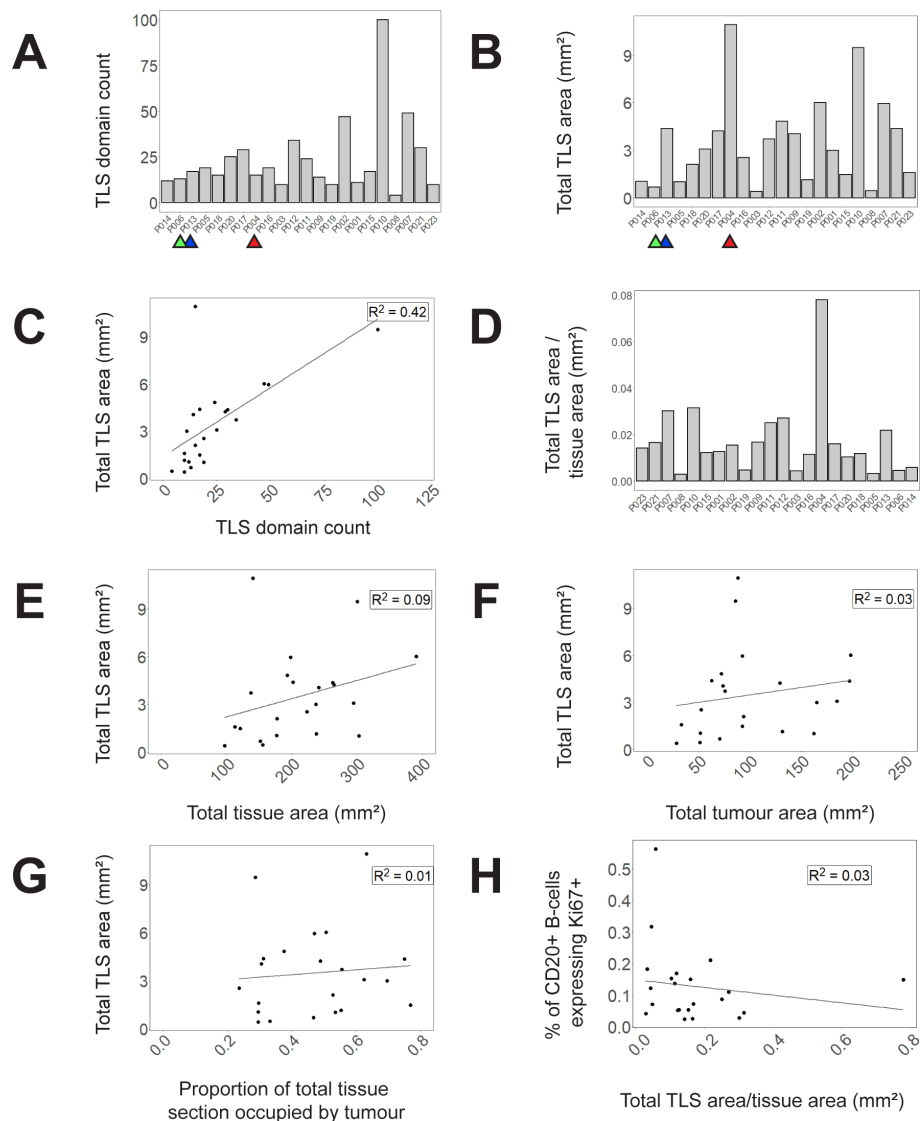 A
TLS domain count
100
75
50
25
0
P014 P006 P013 P005 P018 P020 P017 P004 P016 P003 P012 P011 P009 P019 P002 P001 P015 P010 P008 P007 P021 P023
B
Total TLS area (mm²)
9
6
3
0
P014 P006 P013 P005 P018 P020 P017 P004 P016 P003 P012 P011 P009 P019 P002 P001 P015 P010 P008 P007 P021 P023
C
Total TLS area (mm²)
9
6
3
0
R² = 0.42
0 25 50 75 100 125
TLS domain count
D
Total TLS area /
tissue area (mm²)
0.08
0.06
0.04
0.02
0.00
P023 P021 P007 P008 P010 P015 P001 P002 P019 P009 P011 P012 P003 P016 P004 P017 P020 P018 P005 P013 P006 P014
E
Total TLS area (mm²)
9
6
3
0
R² = 0.09
0 100 200 300 400
Total tissue area (mm²)
F
Total TLS area (mm²)
9
6
3
0
R² = 0.03
0 50 100 150 200 250
Total tumour area (mm²)
G
Total TLS area (mm²)
9
6
3
0
R² = 0.01
0.0 0.2 0.4 0.6 0.8
Proportion of total tissue
section occupied by tumour
H
% of CD20+ B-cells
expressing Ki67+
0.5
0.4
0.3
0.2
0.1
0.0
R² = 0.03
0.0 0.2 0.4 0.6 0.8
Total TLS area/tissue area (mm²)